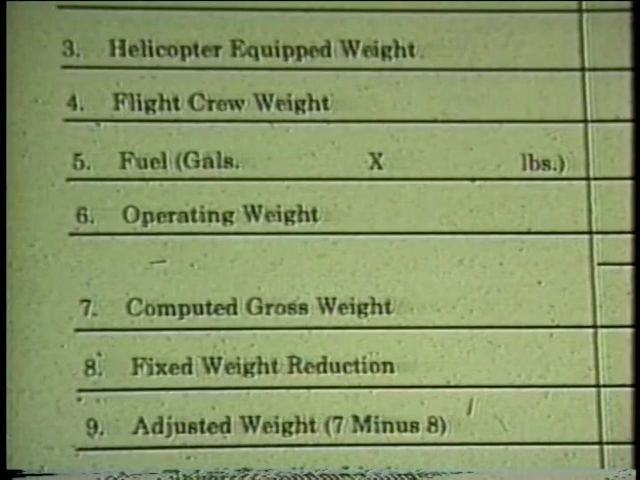 3. Helicopter Equipped Weight
4. Flight Crew Weight
5. Fuel (Gals. X lbs.)
6. Operating Weight
7. Computed Gross Weight
8. Fixed Weight Reduction
9. Adjusted Weight (7 Minus 8)